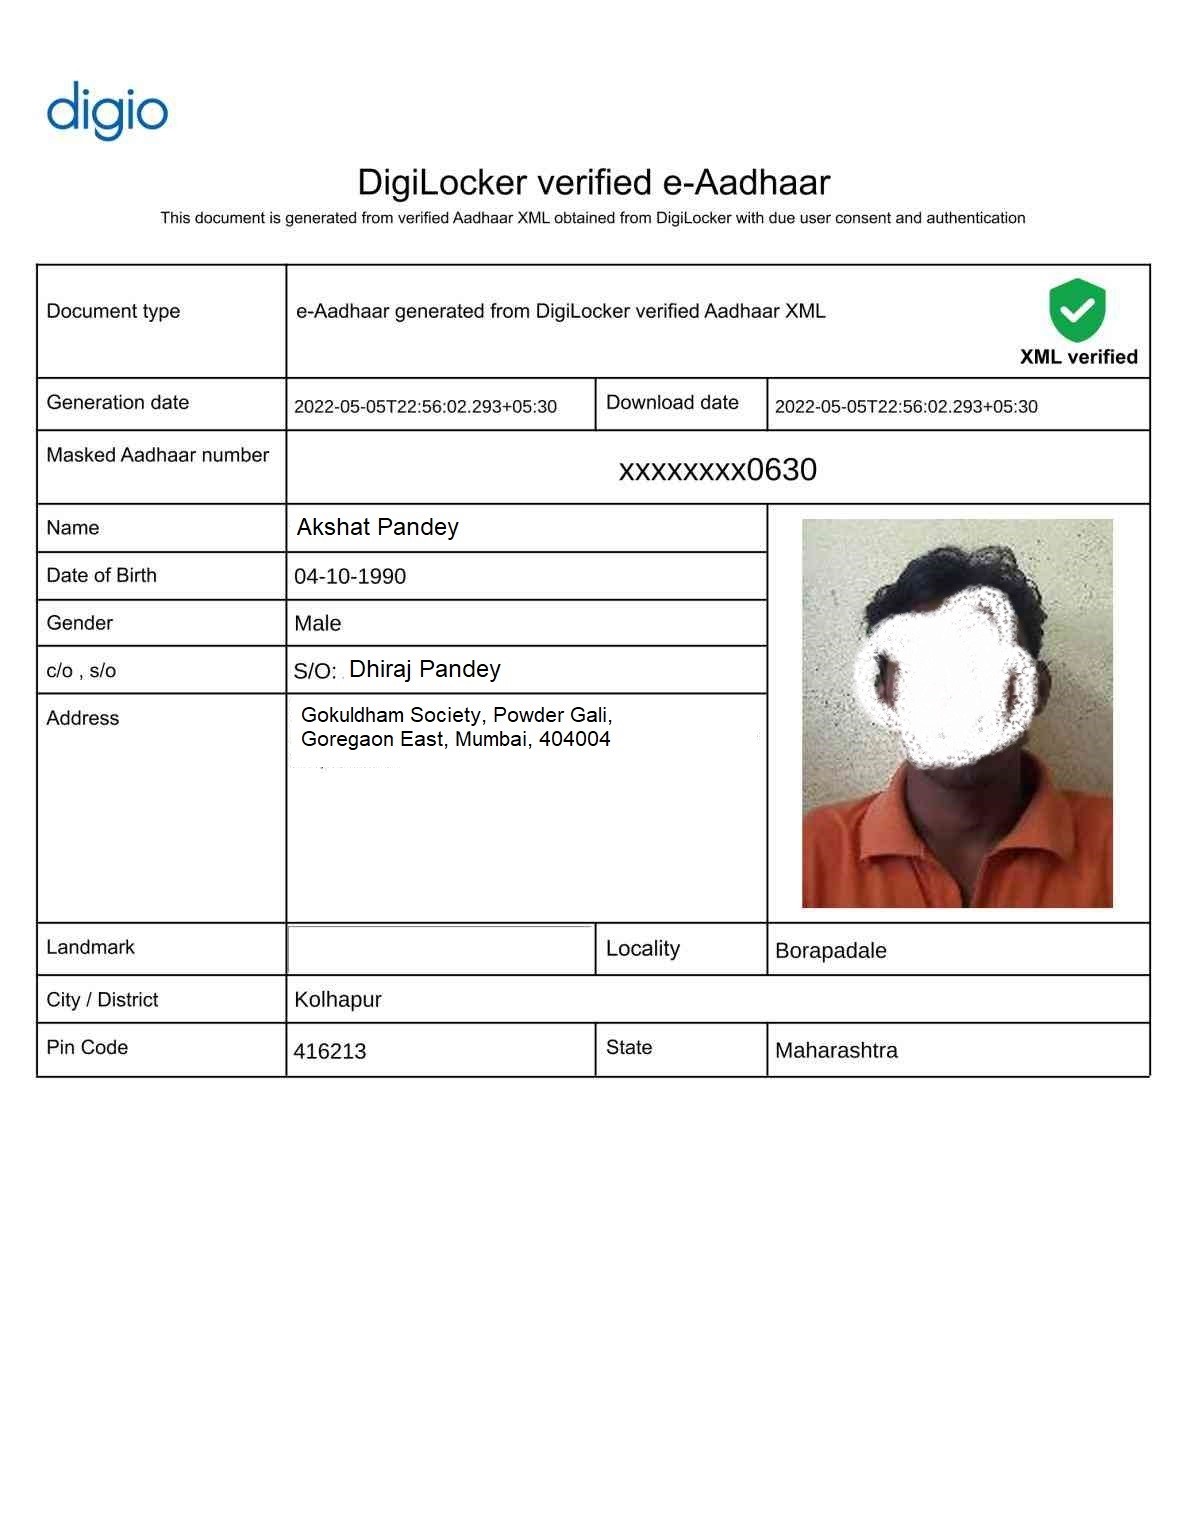 digio
DigiLocker verified e-Aadhaar
This document is generated from verified Aadhaar XML obtained from DigiLocker with due user consent and authentication
Document type
e-Aadhaar generated from DigiLocker verified Aadhaar XML
XML verified
Generation date
2022-05-05T22:56:02.293+05:30
Download date
2022-05-05T22:56:02.293+05:30
Masked Aadhaar number
xxxxxxxx0630
Name
Akshat Pandey
Date of Birth
04-10-1990
Gender
Male
c/o , s/o
S/O: Dhiraj Pandey
Address
Gokuldham Society, Powder Gali,
Goregaon East, Mumbai, 404004
Landmark
Locality
Borapadale
City / District
Kolhapur
Pin Code
416213
State
Maharashtra